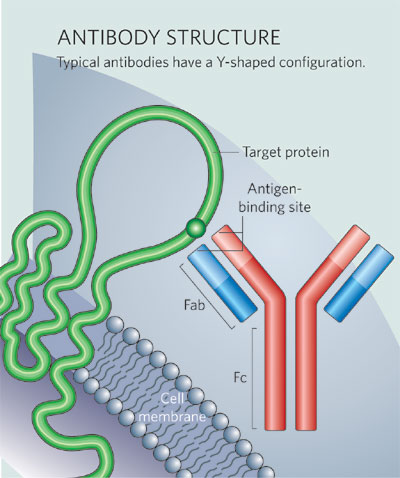 ANTIBODY STRUCTURE
Typical antibodies have a Y-shaped configuration.
Target protein
Antigen-
binding site
Fab
Fc
Cell
membrane